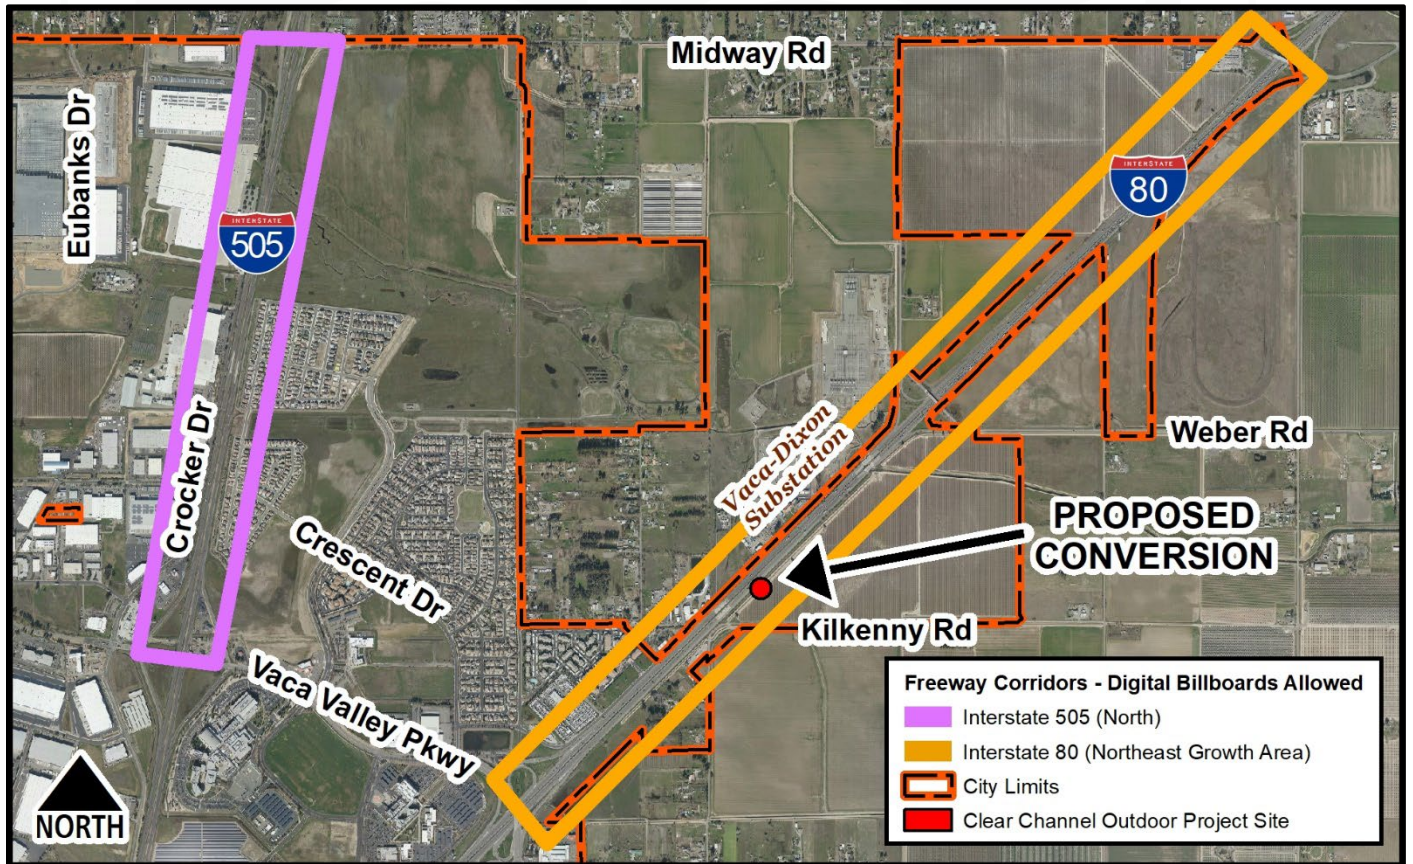 Midway Rd
Eubanks Dr
INTERSTATE
505
INTERSTATE
80
Crocker Dr
Vaca-Dixon
Substation
Weber Rd
PROPOSED
CONVERSION
Crescent Dr
Kilkenny Rd
Vaca Valley Pkwy
NORTH
Freeway Corridors - Digital Billboards Allowed
Interstate 505 (North)
Interstate 80 (Northeast Growth Area)
City Limits
Clear Channel Outdoor Project Site